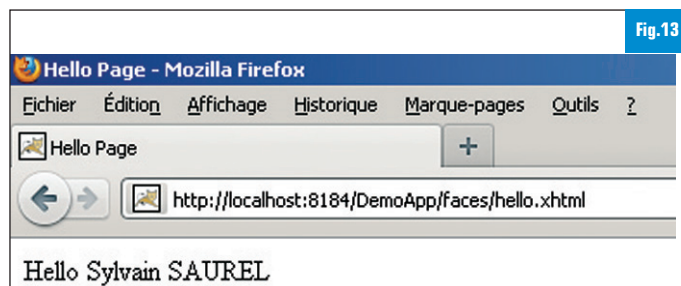 Fig.13
Hello Page - Mozilla Firefox
Fichier Édition Affichage Historique Marque-pages Outils ?
Hello Page +
http://localhost:8184/DemoApp/faces/hello.xhtml
Hello Sylvain SAUREL